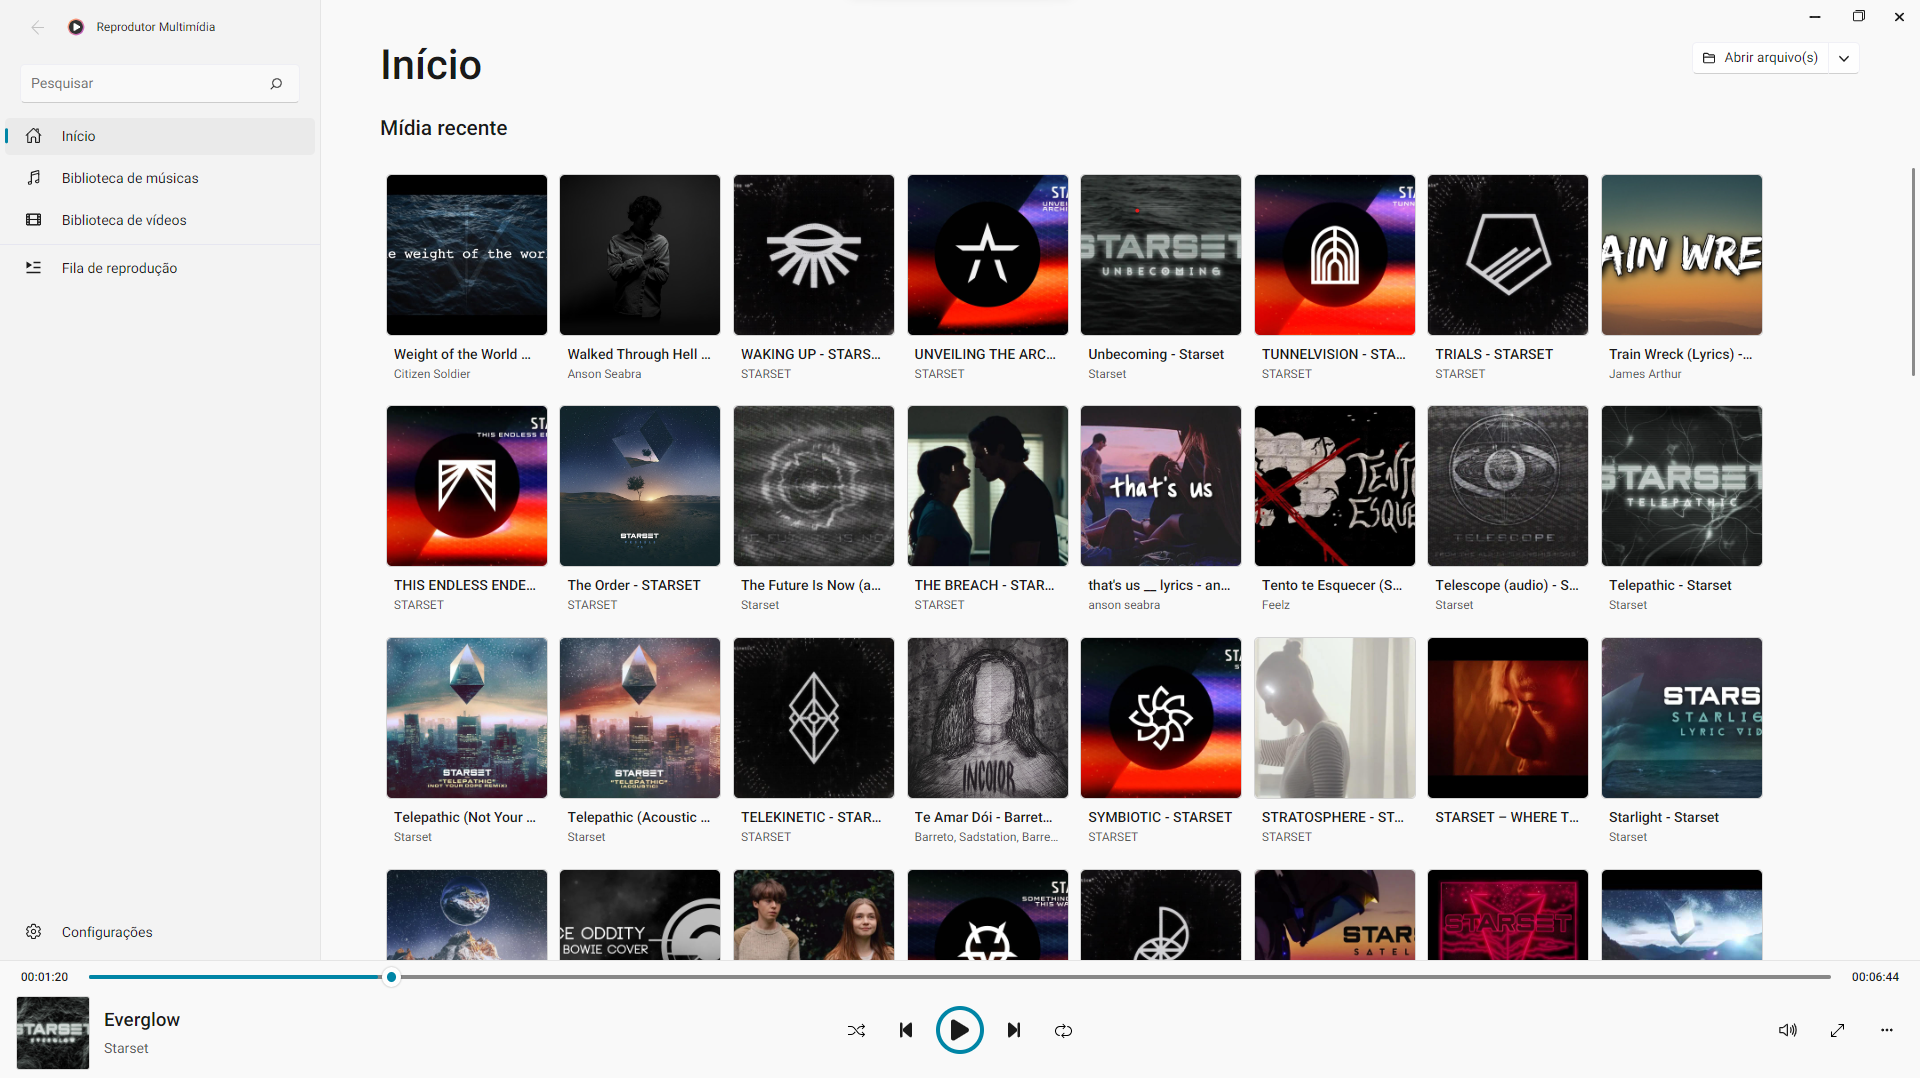 Reprodutor Multimídia
Pesquisar
Início
Biblioteca de músicas
Biblioteca de vídeos
Fila de reprodução
Configurações
Início
Abrir arquivo(s)
Mídia recente
e weight of the wor
STARSET
UNBECOMING
AIN WRE
Weight of the World ...
Citizen Soldier
Walked Through Hell ...
Anson Seabra
WAKING UP - STARS...
STARSET
UNVEILING THE ARC...
STARSET
Unbecoming - Starset
Starset
TUNNELVISION - STA...
STARSET
TRIALS - STARSET
STARSET
Train Wreck (Lyrics) -...
James Arthur
THIS ENDLESS E
STARSET
that's us
TENT
ESQUE
TELESCOPE
STARSET
TELEPATHIC
THIS ENDLESS ENDE...
STARSET
The Order - STARSET
STARSET
The Future Is Now (a...
Starset
THE BREACH - STAR...
STARSET
that's us __ lyrics - an...
anson seabra
Tento te Esquecer (S...
Feelz
Telescope (audio) - S...
Starset
Telepathic - Starset
Starset
STARSET
"TELEPATHIC"
(NOT YOUR DOPE REMIX)
STARSET
"TELEPATHIC"
(ACOUSTIC)
INCOLOR
STARS
STARLIG
LYRIC VID
Telepathic (Not Your ...
Starset
Telepathic (Acoustic ...
Starset
TELEKINETIC - STAR...
STARSET
Te Amar Dói - Barret...
Barreto, Sadstation, Barre...
SYMBIOTIC - STARSET
STARSET
STRATOSPHERE - ST...
STARSET
STARSET – WHERE T...
Starlight - Starset
Starset
CE ODDITY
BOWIE COVER
SOMETHING
THIS WA
STAR
SATEL
STARSET
00:01:20
00:06:44
STARSET
EVERGLOW
Everglow
Starset